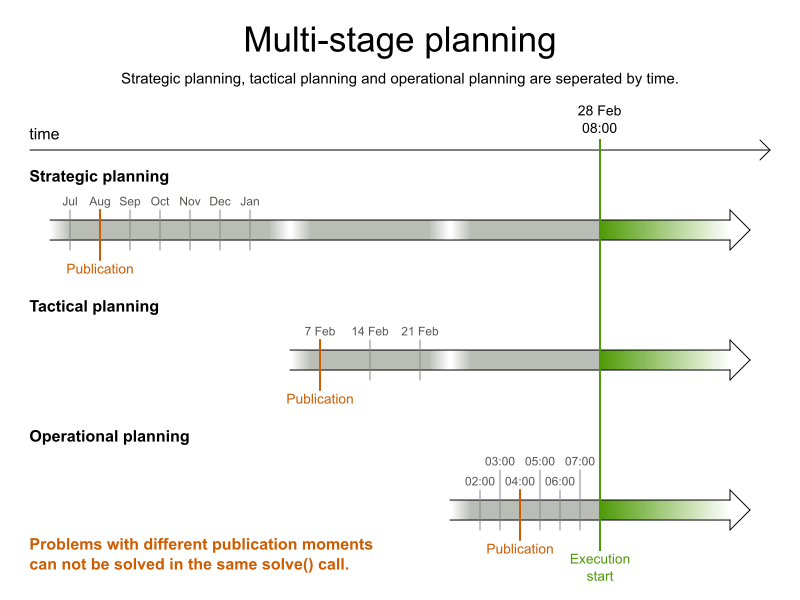 Multi-stage planning
Strategic planning, tactical planning and operational planning are seperated by time.
28 Feb
08:00
time
Strategic planning
Jul Aug Sep Oct Nov Dec Jan
Publication
Tactical planning
7 Feb 14 Feb 21 Feb
Publication
Operational planning
03:00 05:00 07:00
02:00 04:00 06:00
Publication
Execution
start
Problems with different publication moments
can not be solved in the same solve() call.